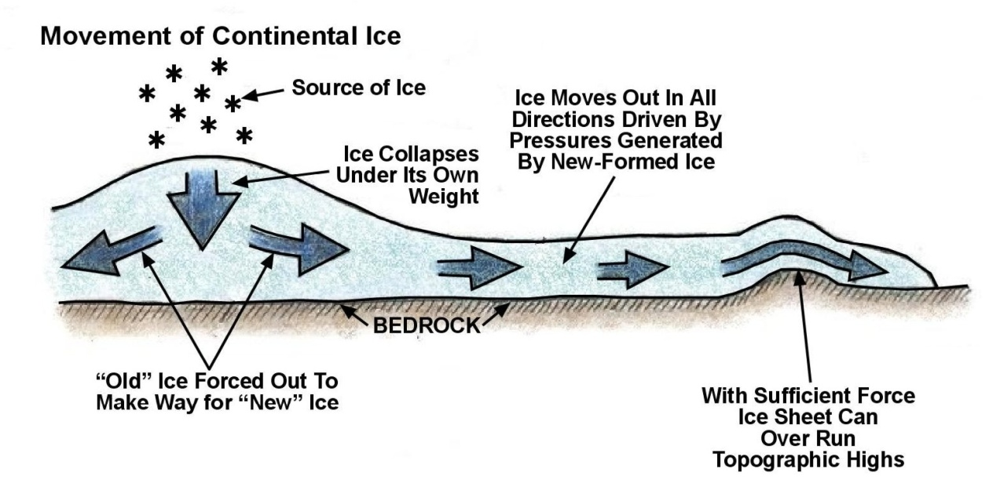 Movement of Continental Ice
Source of Ice
Ice Collapses
Under Its Own
Weight
Ice Moves Out In All
Directions Driven By
Pressures Generated
By New-Formed Ice
BEDROCK
“Old” Ice Forced Out To
Make Way for “New” Ice
With Sufficient Force
Ice Sheet Can
Over Run
Topographic Highs